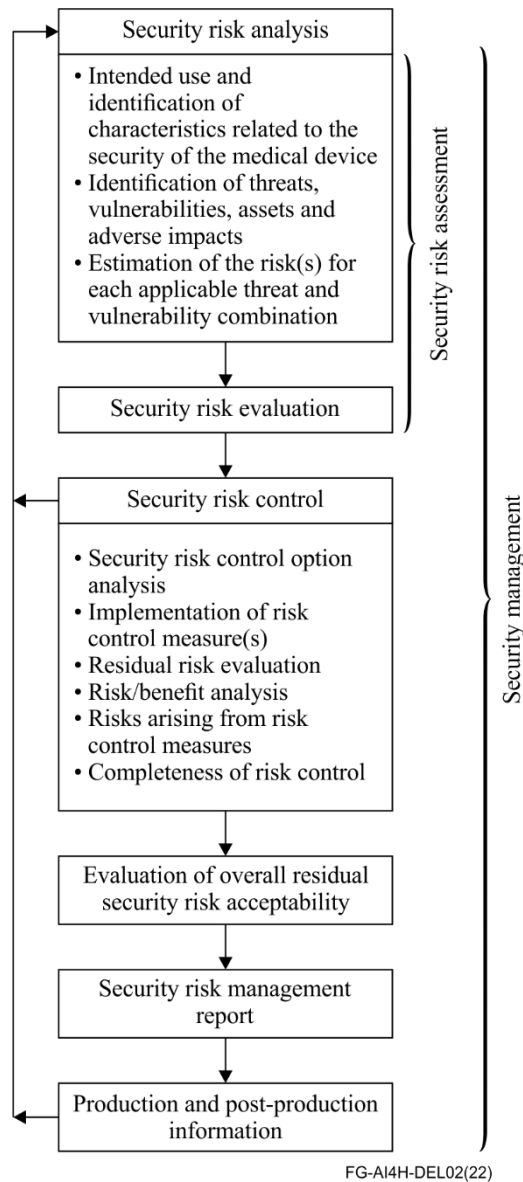 Security risk analysis
• Intended use and
identification of
characteristics related to the
security of the medical device
• Identification of threats,
vulnerabilities, assets and
adverse impacts
• Estimation of the risk(s) for
each applicable threat and
vulnerability combination
Security risk evaluation
Security risk assessment
Security risk control
• Security risk control option
analysis
• Implementation of risk
control measure(s)
• Residual risk evaluation
• Risk/benefit analysis
• Risks arising from risk
control measures
• Completeness of risk control
Evaluation of overall residual
security risk acceptability
Security risk management
report
Production and post-production
information
Security management
FG-AI4H-DEL02(22)